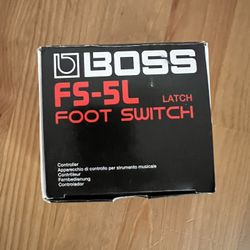 BOSS
FS-5L LATCH
FOOT SWITCH
Controller
Apparecchio di controllo per strumento musicale
Contrôleur
Fernbedienung
Controlador